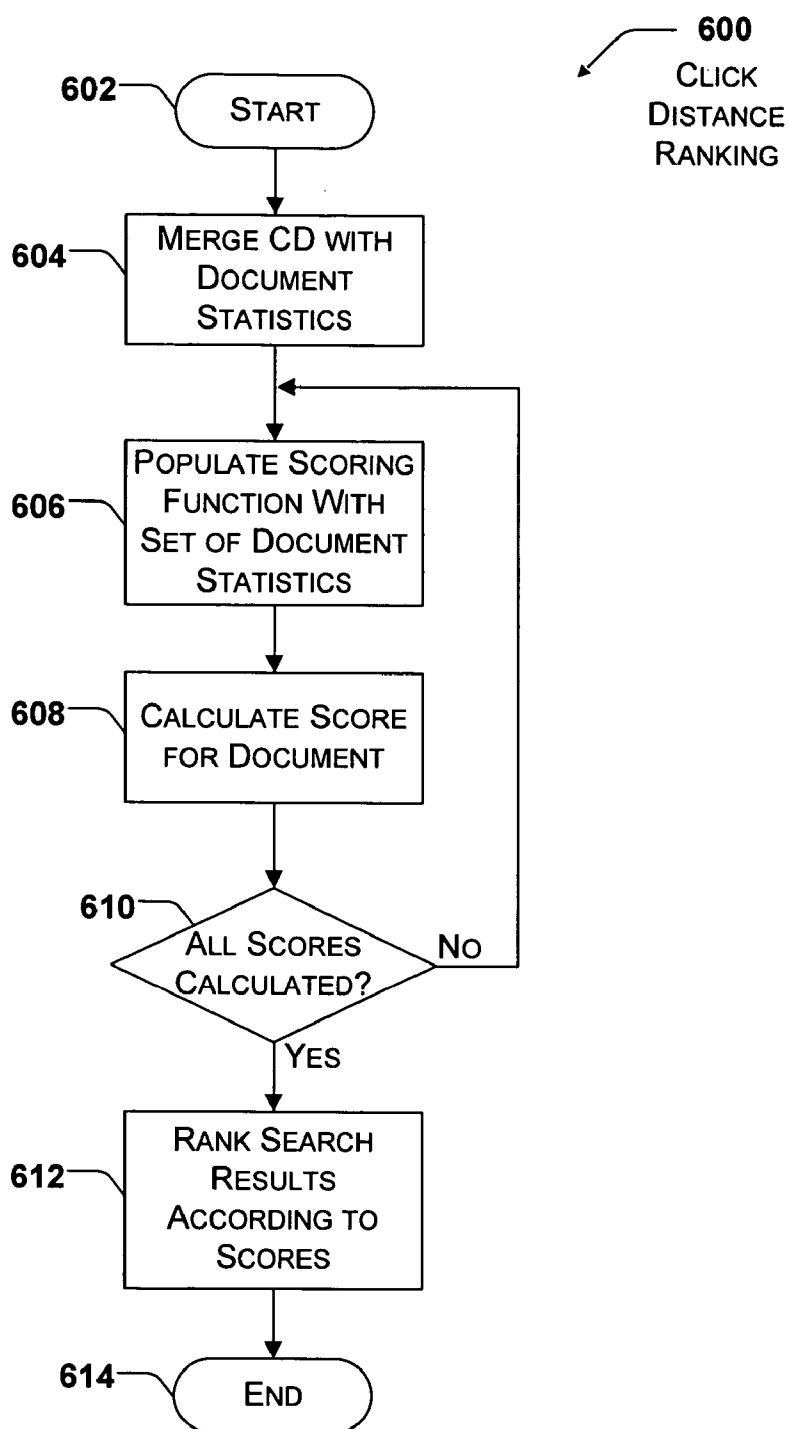 600
CLICK
DISTANCE
RANKING
602
START
604
MERGE CD WITH
DOCUMENT
STATISTICS
606
POPULATE SCORING
FUNCTION WITH
SET OF DOCUMENT
STATISTICS
608
CALCULATE SCORE
FOR DOCUMENT
610
ALL SCORES
CALCULATED?
NO
YES
612
RANK SEARCH
RESULTS
ACCORDING TO
SCORES
614
END